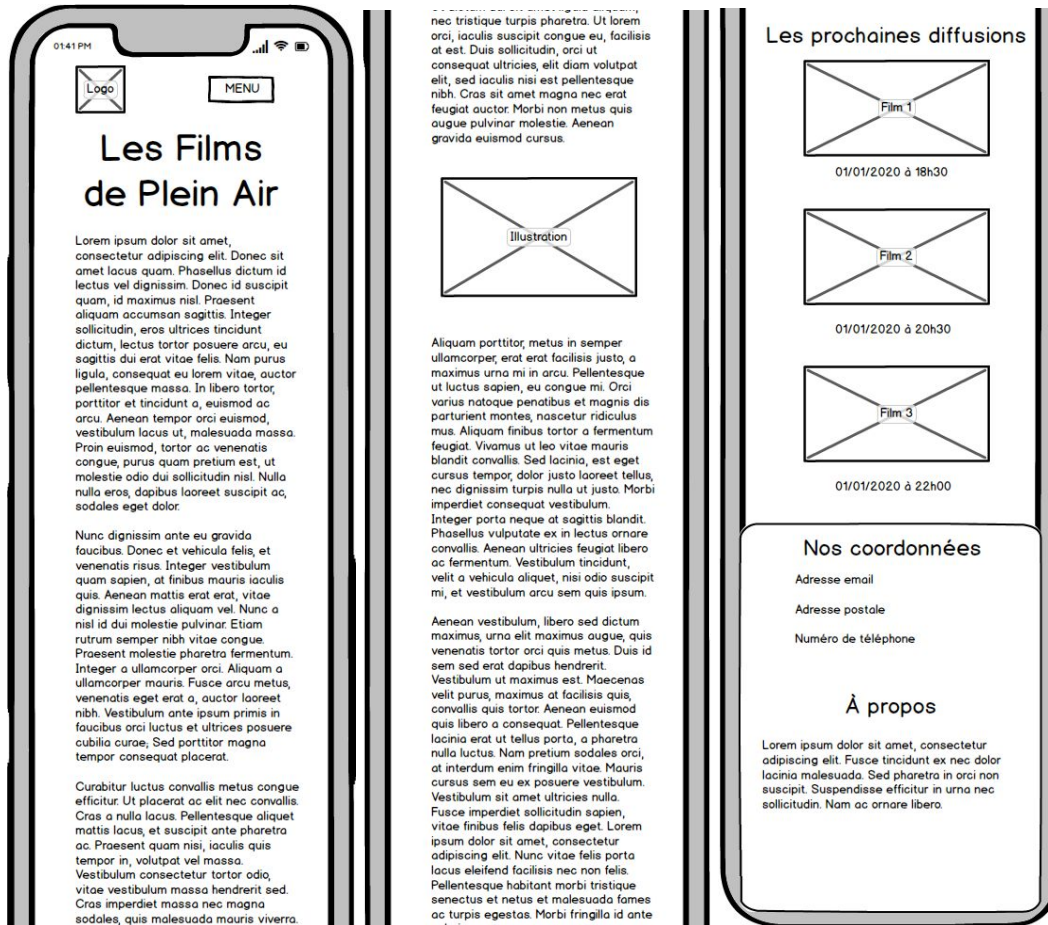 01:41 PM
Logo
MENU
Les Films
de Plein Air
Lorem ipsum dolor sit amet,
consectetur adipiscing elit. Donec sit
amet lacus quam. Phasellus dictum id
lectus vel dignissim. Donec id suscipit
quam, id maximus nisl. Praesent
aliquam accumsan sagittis. Integer
sollicitudin, eros ultrices tincidunt
dictum, lectus tortor posuere arcu, eu
sagittis dui erat vitae felis. Nam purus
ligula, consequat eu lorem vitae, auctor
pellentesque massa. In libero tortor,
porttitor et tincidunt a, euismod ac
arcu. Aenean tempor orci euismod,
vestibulum lacus ut, malesuada massa.
Proin euismod, tortor ac venenatis
congue, purus quam pretium est, ut
molestie odio dui sollicitudin nisl. Nulla
nulla eros, dapibus laoreet suscipit ac,
sodales eget dolor.
Nunc dignissim ante eu gravida
faucibus. Donec et vehicula felis, et
venenatis risus. Integer vestibulum
quam sapien, at finibus mauris iaculis
quis. Aenean mattis erat erat, vitae
dignissim lectus aliquam vel. Nunc a
nisl id dui molestie pulvinar. Etiam
rutrum semper nibh vitae congue.
Praesent molestie pharetra fermentum.
Integer a ullamcorper orci. Aliquam a
ullamcorper mauris. Fusce arcu metus,
venenatis eget erat a, auctor laoreet
nibh. Vestibulum ante ipsum primis in
faucibus orci luctus et ultrices posuere
cubilia curae; Sed porttitor magna
tempor consequat placerat.
Curabitur luctus convallis metus congue
efficitur. Ut placerat ac elit nec convallis.
Cras a nulla lacus. Pellentesque aliquet
mattis lacus, et suscipit ante pharetra
ac. Praesent quam nisi, iaculis quis
tempor in, volutpat vel massa.
Vestibulum consectetur tortor odio,
vitae vestibulum massa hendrerit sed.
Cras imperdiet massa nec magna
sodales, quis malesuada mauris viverra.
nec tristique turpis pharetra. Ut lorem
orci, iaculis suscipit congue eu, facilisis
at est. Duis sollicitudin, orci ut
consequat ultricies, elit diam volutpat
elit, sed iaculis nisi est pellentesque
nibh. Cras sit amet magna nec erat
feugiat auctor. Morbi non metus quis
augue pulvinar molestie. Aenean
gravida euismod cursus.
Illustration
Aliquam porttitor, metus in semper
ullamcorper, erat erat facilisis justo, a
maximus urna mi in arcu. Pellentesque
ut luctus sapien, eu congue mi. Orci
varius natoque penatibus et magnis dis
parturient montes, nascetur ridiculus
mus. Aliquam finibus tortor a fermentum
feugiat. Vivamus ut leo vitae mauris
blandit convallis. Sed lacinia, est eget
cursus tempor, dolor justo laoreet tellus,
nec dignissim turpis nulla ut justo. Morbi
imperdiet consequat vestibulum.
Integer porta neque at sagittis blandit.
Phasellus vulputate ex in lectus ornare
convallis. Aenean ultricies feugiat libero
ac fermentum. Vestibulum tincidunt,
velit a vehicula aliquet, nisi odio suscipit
mi, et vestibulum arcu sem quis ipsum.
Aenean vestibulum, libero sed dictum
maximus, urna elit maximus augue, quis
venenatis tortor orci quis metus. Duis id
sem sed erat dapibus hendrerit.
Vestibulum ut maximus est. Maecenas
velit purus, maximus at facilisis quis,
convallis quis tortor. Aenean euismod
quis libero a consequat. Pellentesque
lacinia erat ut tellus porta, a pharetra
nulla luctus. Nam pretium sodales orci,
at interdum enim fringilla vitae. Mauris
cursus sem eu ex posuere vestibulum.
Vestibulum sit amet ultricies nulla.
Fusce imperdiet sollicitudin sapien,
vitae finibus felis dapibus eget. Lorem
ipsum dolor sit amet, consectetur
adipiscing elit. Nunc vitae felis porta
lacus eleifend facilisis nec non felis.
Pellentesque habitant morbi tristique
senectus et netus et malesuada fames
ac turpis egestas. Morbi fringilla id ante
Les prochaines diffusions
Film 1
01/01/2020 à 18h30
Film 2
01/01/2020 à 20h30
Film 3
01/01/2020 à 22h00
Nos coordonnées
Adresse email
Adresse postale
Numéro de téléphone
À propos
Lorem ipsum dolor sit amet, consectetur
adipiscing elit. Fusce tincidunt ex nec dolor
lacinia malesuada. Sed pharetra in orci non
suscipit. Suspendisse efficitur in urna nec
sollicitudin. Nam ac ornare libero.